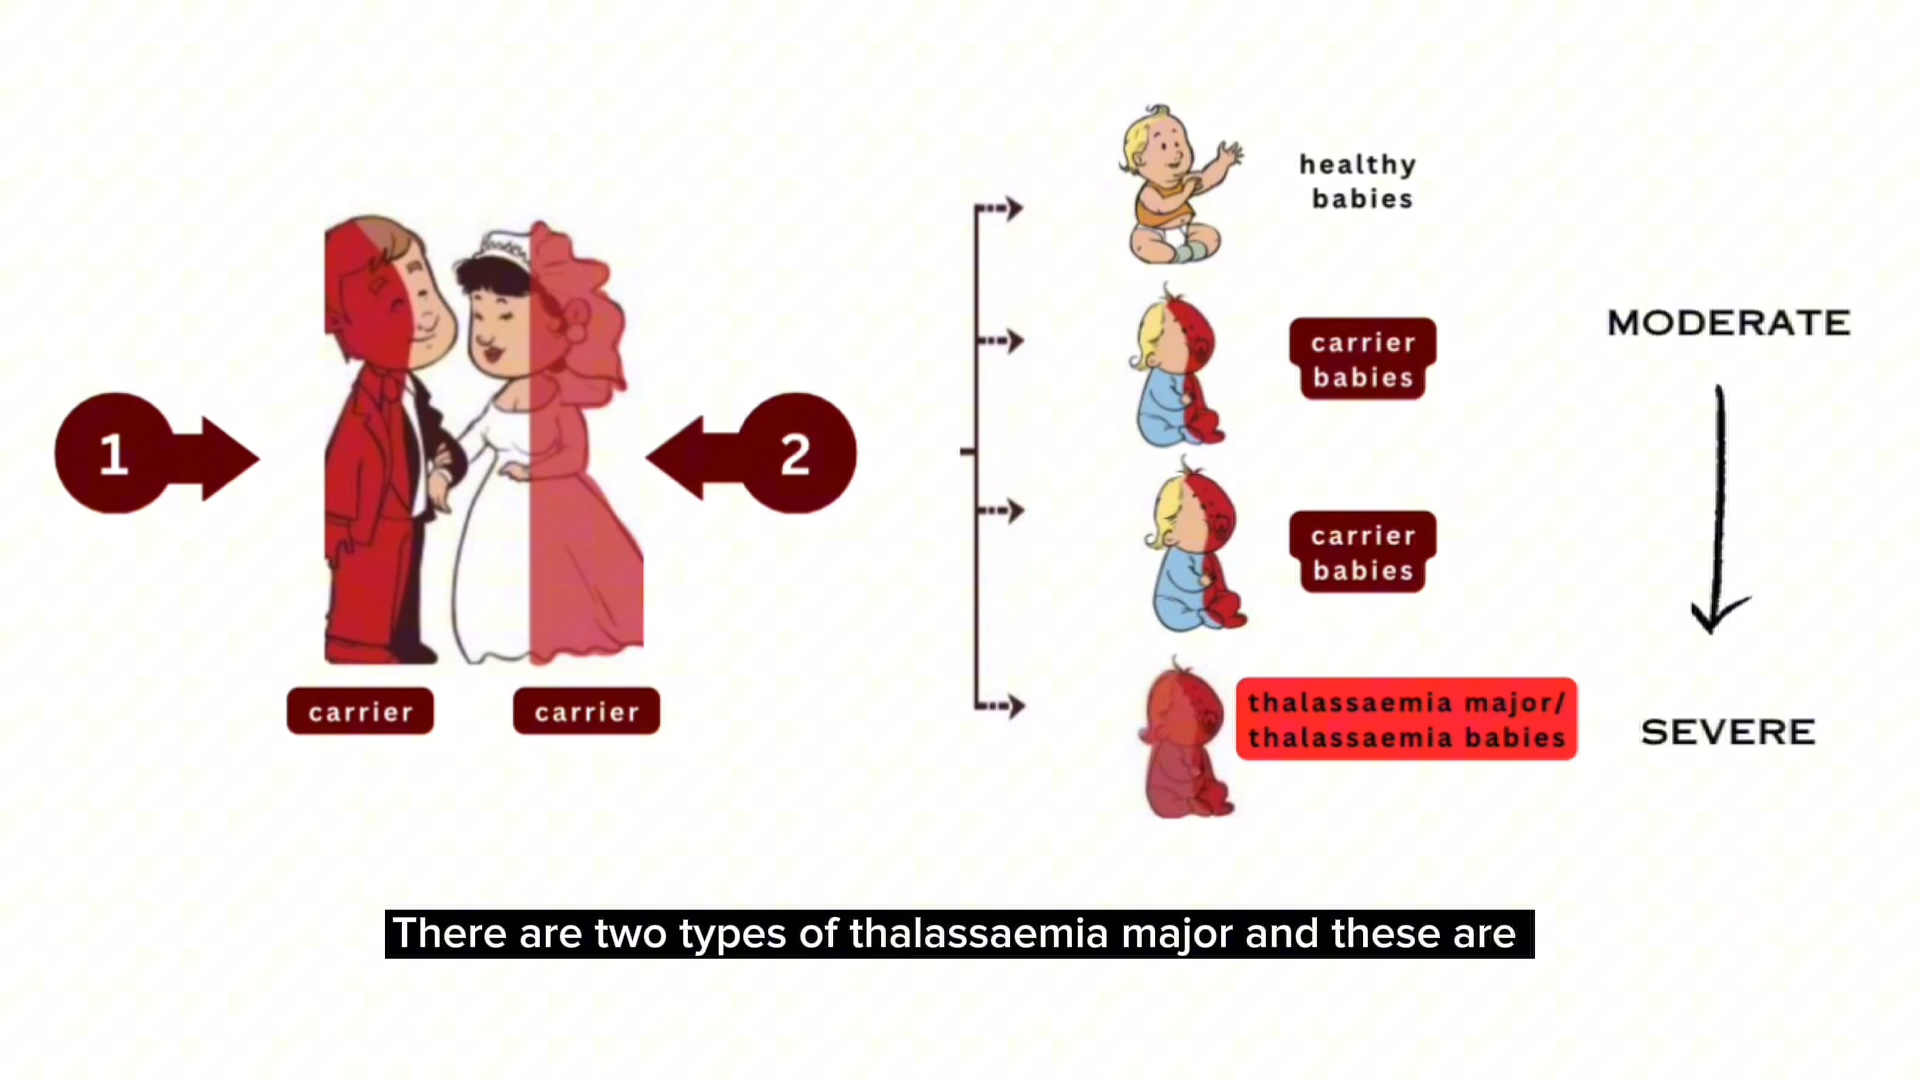 healthy
babies
MODERATE
carrier
babies
1
2
carrier
babies
thalassaemia major/
thalassaemia babies
SEVERE
carrier
carrier
There are two types of thalassaemia major and these are